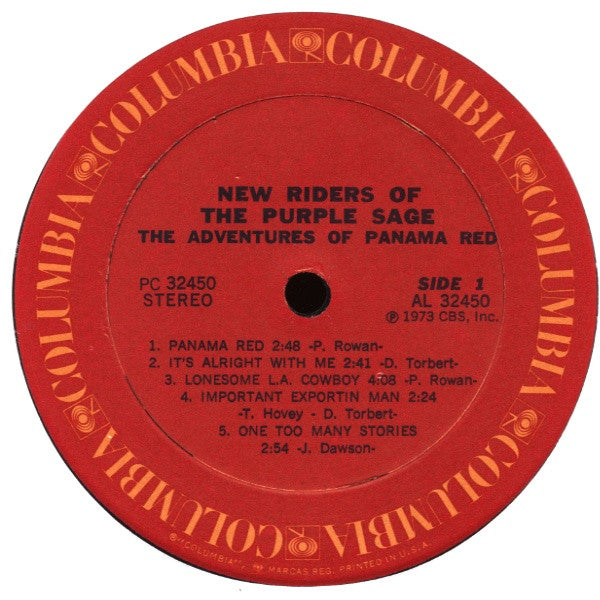 COLUMBIA
COLUMBIA
COLUMBIA
COLUMBIA
COLUMBIA
COLUMBIA
NEW RIDERS OF
THE PURPLE SAGE
THE ADVENTURES OF PANAMA RED
PC 32450
STEREO
SIDE 1
AL 32450
℗ 1973 CBS, Inc.
1. PANAMA RED 2:48 -P. Rowan-
2. IT'S ALRIGHT WITH ME 2:41 -D. Torbert-
3. LONESOME L.A. COWBOY 4:08 -P. Rowan-
4. IMPORTANT EXPORTIN MAN 2:24
-T. Hovey - D. Torbert-
5. ONE TOO MANY STORIES
2:54 -J. Dawson-
® "COLUMBIA", MARCAS REG. PRINTED IN U.S.A.